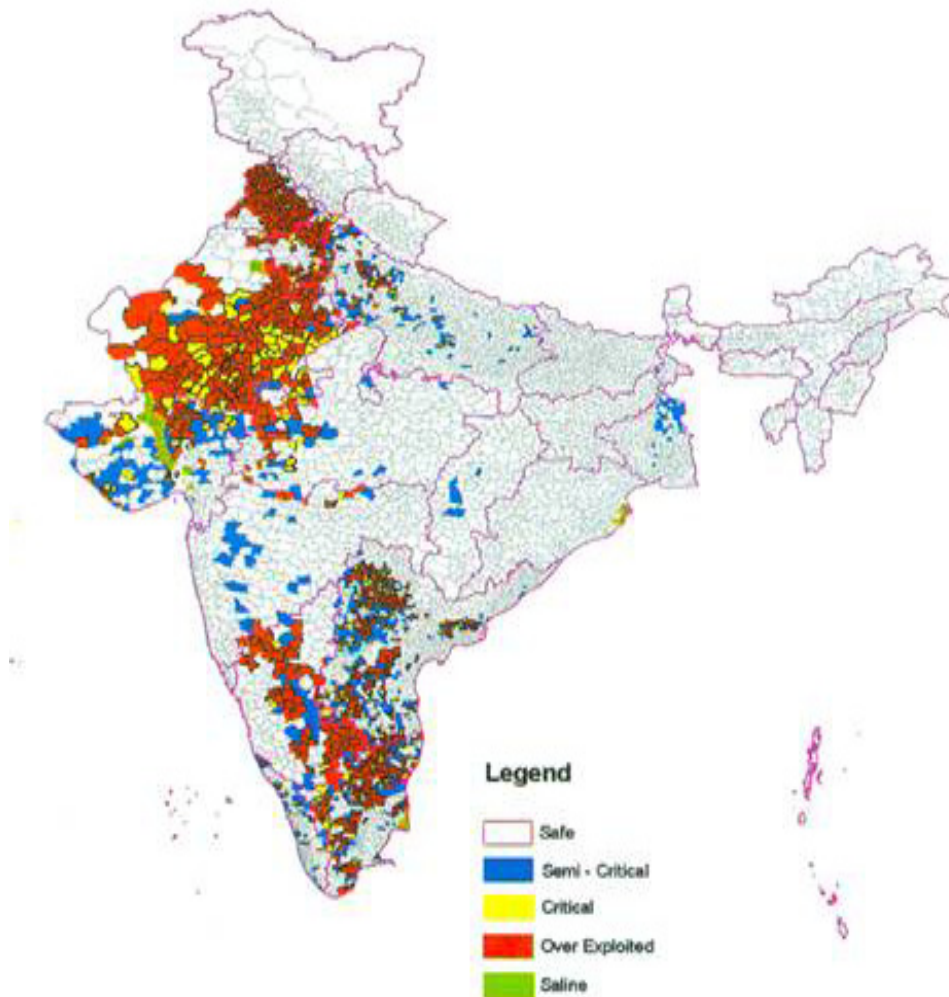 Legend
Safe
Semi - Critical
Critical
Over Exploited
Saline